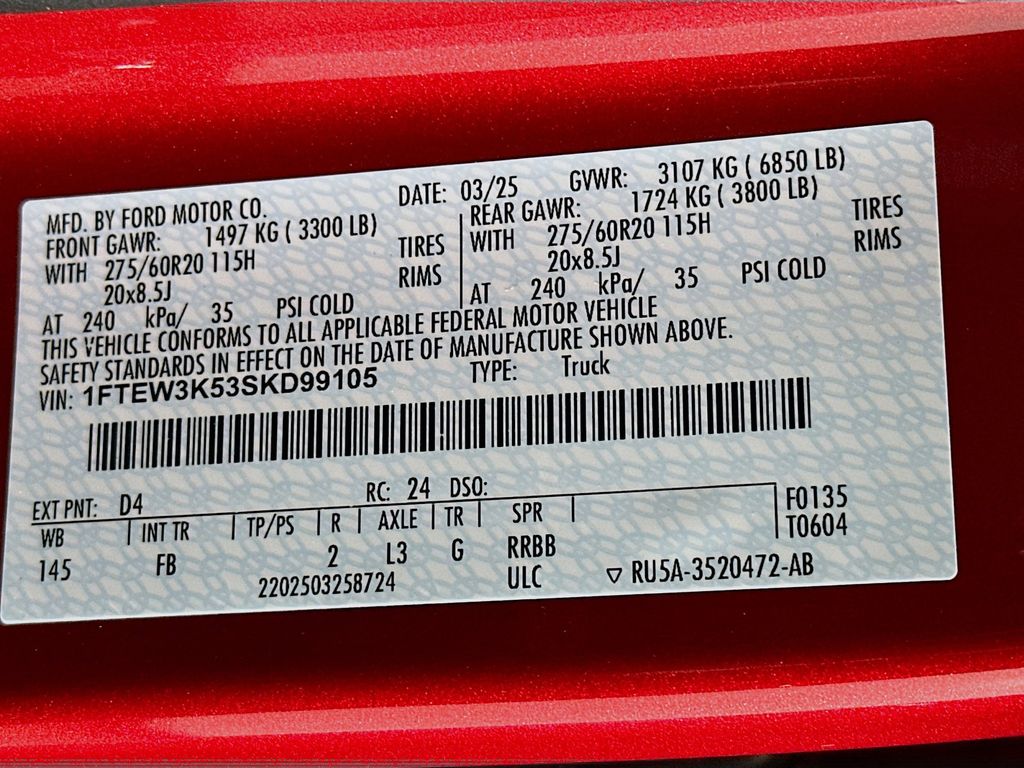 MFD. BY FORD MOTOR CO. DATE: 03/25 GVWR: 3107 KG ( 6850 LB)
FRONT GAWR: 1497 KG ( 3300 LB) REAR GAWR: 1724 KG ( 3800 LB)
WITH 275/60R20 115H TIRES WITH 275/60R20 115H TIRES
20x8.5J RIMS 20x8.5J RIMS
AT 240 kPa/ 35 PSI COLD AT 240 kPa/ 35 PSI COLD
THIS VEHICLE CONFORMS TO ALL APPLICABLE FEDERAL MOTOR VEHICLE
SAFETY STANDARDS IN EFFECT ON THE DATE OF MANUFACTURE SHOWN ABOVE.
VIN: 1FTEW3K53SKD99105 TYPE: Truck
EXT PNT: D4 RC: 24 DSO:
WB INT TR TP/PS R AXLE TR SPR F0135
145 FB 2 L3 G RRBB T0604
2202503258724 ULC ▽ RU5A-3520472-AB